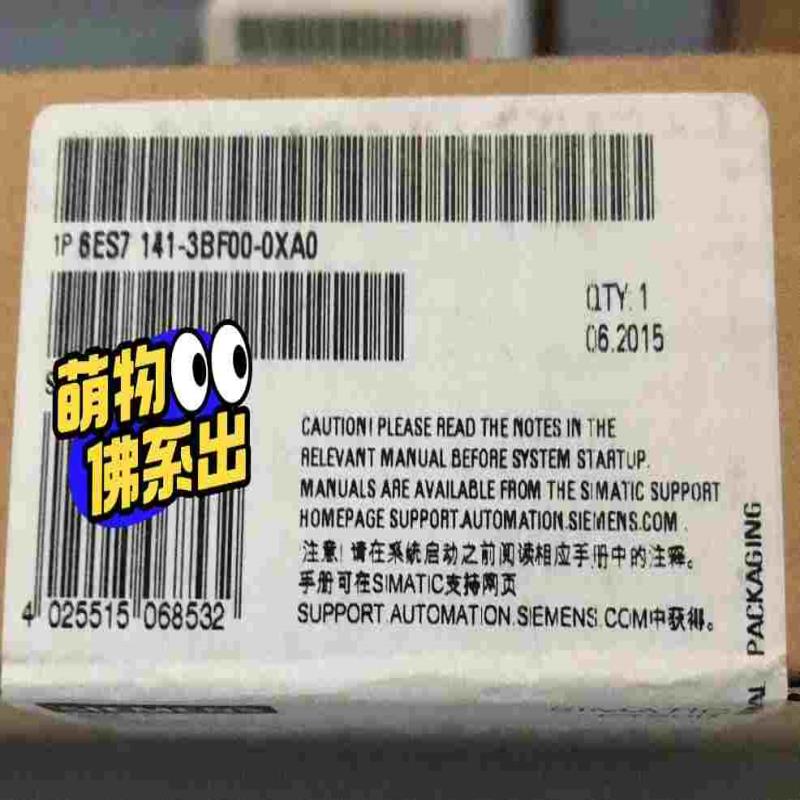 1P 6ES7 141-3BF00-0XA0
QTY. 1
06.2015
萌物
佛系出
CAUTION! PLEASE READ THE NOTES IN THE
RELEVANT MANUAL BEFORE SYSTEM STARTUP.
MANUALS ARE AVAILABLE FROM THE SIMATIC SUPPORT
HOMEPAGE SUPPORT.AUTOMATION.SIEMENS.COM.
注意!请在系统启动之前阅读相应手册中的注释。
手册可在SIMATIC支持网页
SUPPORT.AUTOMATION.SIEMENS.COM中获得。
4 025515 068532
PACKAGING